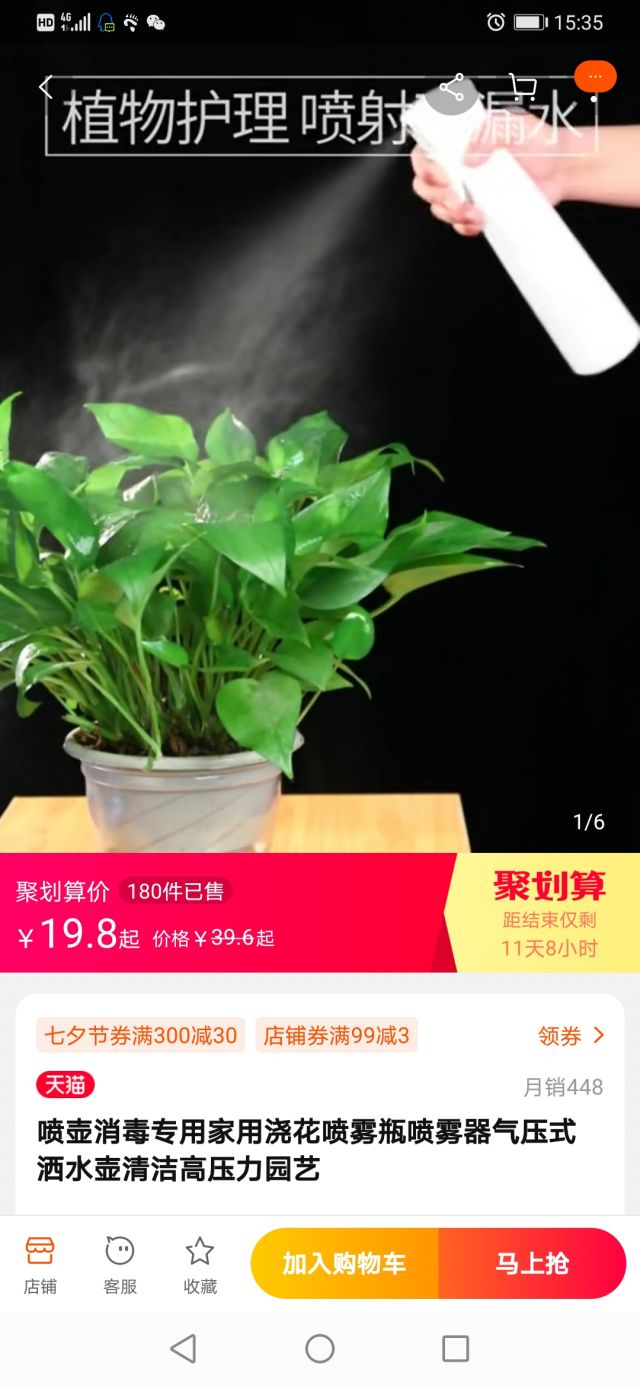 HD 4G 15:35
植物护理 喷射 漏水
1/6
聚划算价 180件已售
¥19.8起 价格¥39.6起
聚划算
距结束仅剩
11天8小时
七夕节券满300减30 店铺券满99减3 领券
天猫 月销448
喷壶消毒专用家用浇花喷雾瓶喷雾器气压式
洒水壶清洁高压力园艺
店铺 客服 收藏 加入购物车 马上抢